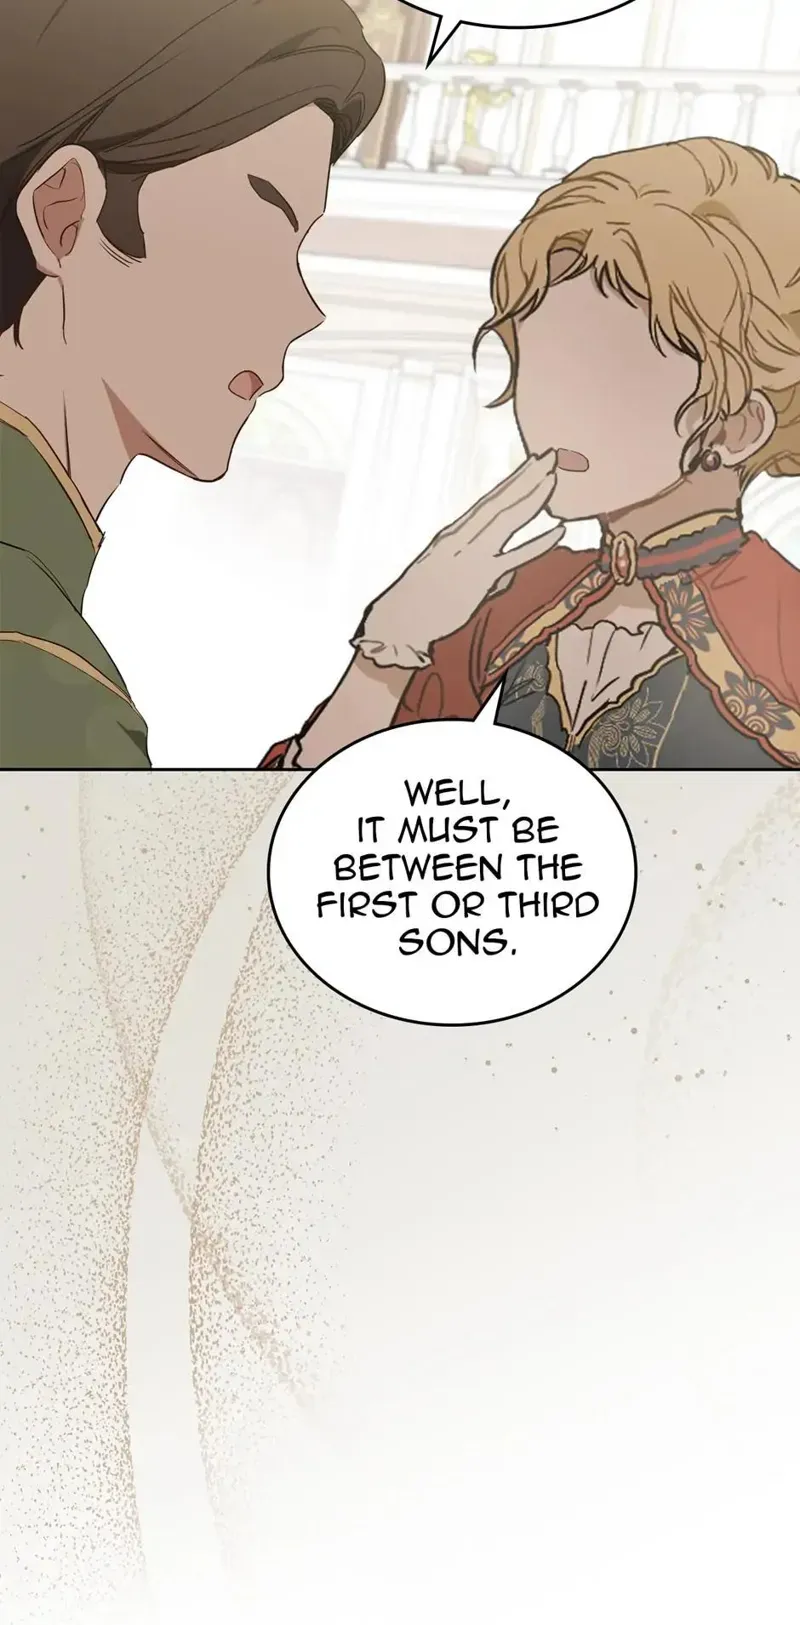 WELL,
IT MUST BE
BETWEEN THE
FIRST OR THIRD
SONS.